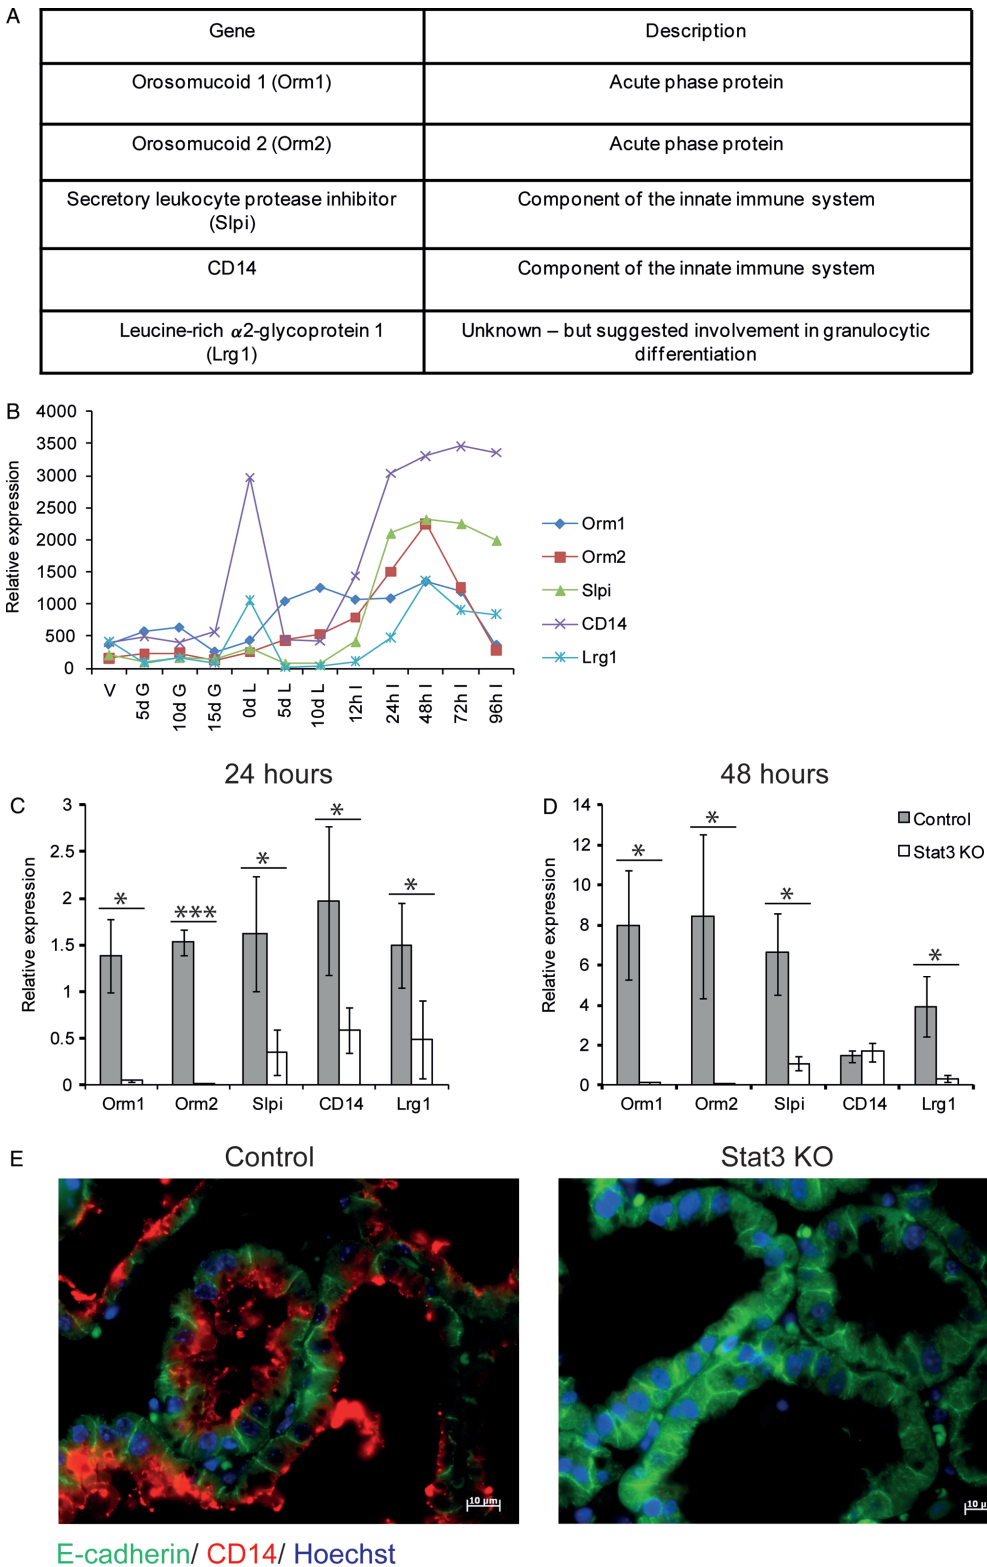 A
Gene Description
Orosomucoid 1 (Orm1) Acute phase protein
Orosomucoid 2 (Orm2) Acute phase protein
Secretory leukocyte protease inhibitor
(Slpi)
Component of the innate immune system
CD14 Component of the innate immune system
Leucine-rich α2-glycoprotein 1
(Lrg1)
Unknown – but suggested involvement in granulocytic
differentiation
B
Relative expression
4000
3500
3000
2500
2000
1500
1000
500
0
V 5d G 10d G 15d G 0d L 5d L 10d L 12h I 24h I 48h I 72h I 96h I
Orm1
Orm2
Slpi
CD14
Lrg1
24 hours
C
Relative expression
3
2.5
2
1.5
1
0.5
0
* *** * * *
Orm1 Orm2 Slpi CD14 Lrg1
48 hours
D
Relative expression
14
12
10
8
6
4
2
0
* * * *
Orm1 Orm2 Slpi CD14 Lrg1
Control
Stat3 KO
E
Control
10 µm
Stat3 KO
10 µ
E-cadherin/ CD14/ Hoechst